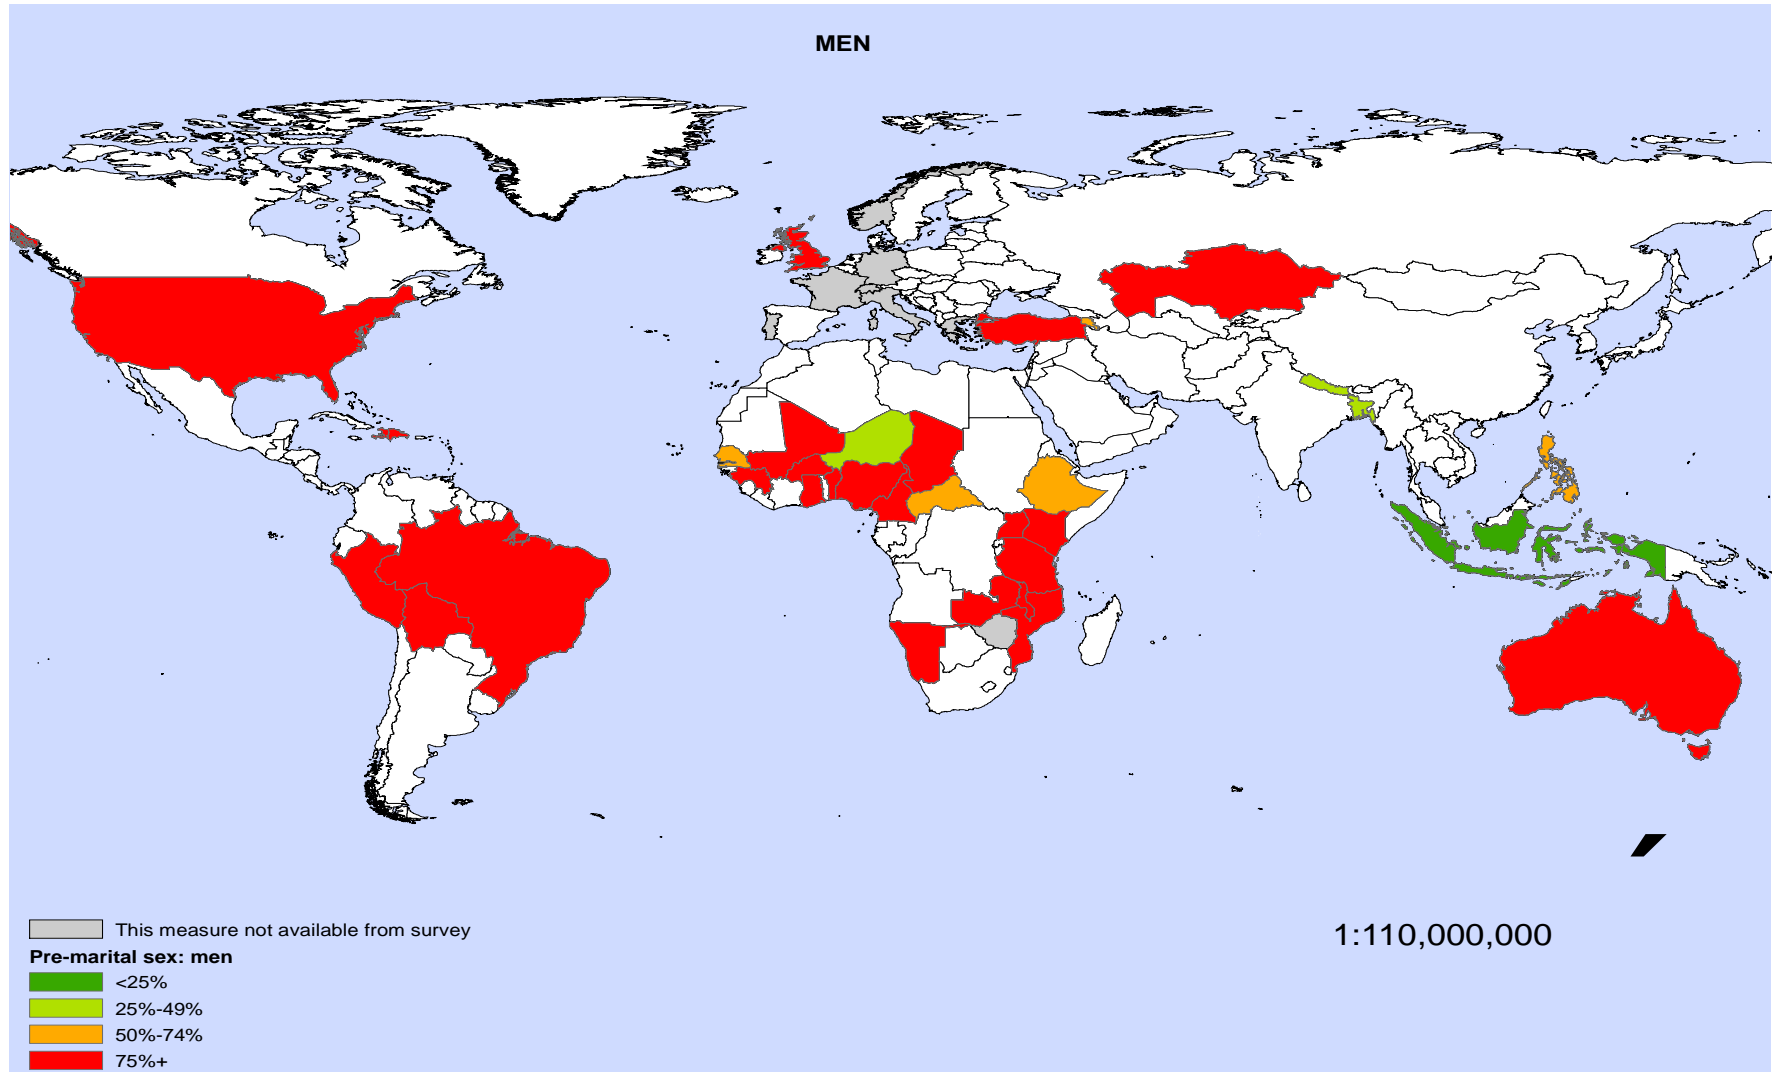 MEN
This measure not available from survey
Pre-marital sex: men
<25%
25%-49%
50%-74%
75%+
1:110,000,000